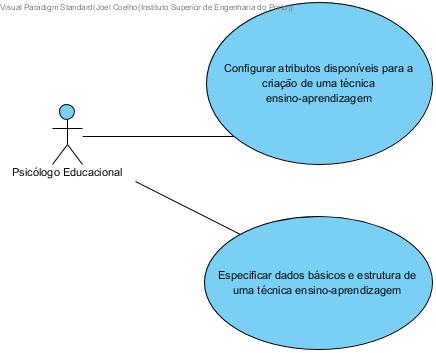 Visual Paradigm Standard(Joel Coelho(Instituto Superior de Engenharia do Porto))
Configurar atributos disponíveis para a
criação de uma técnica
ensino-aprendizagem
Psicólogo Educacional
Especificar dados básicos e estrutura de
uma técnica ensino-aprendizagem